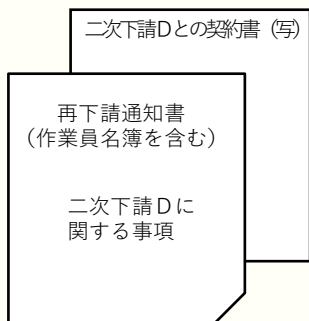 二次下請Dとの契約書（写）
再下請通知書
（作業員名簿を含む）
二次下請Ｄに
関する事項